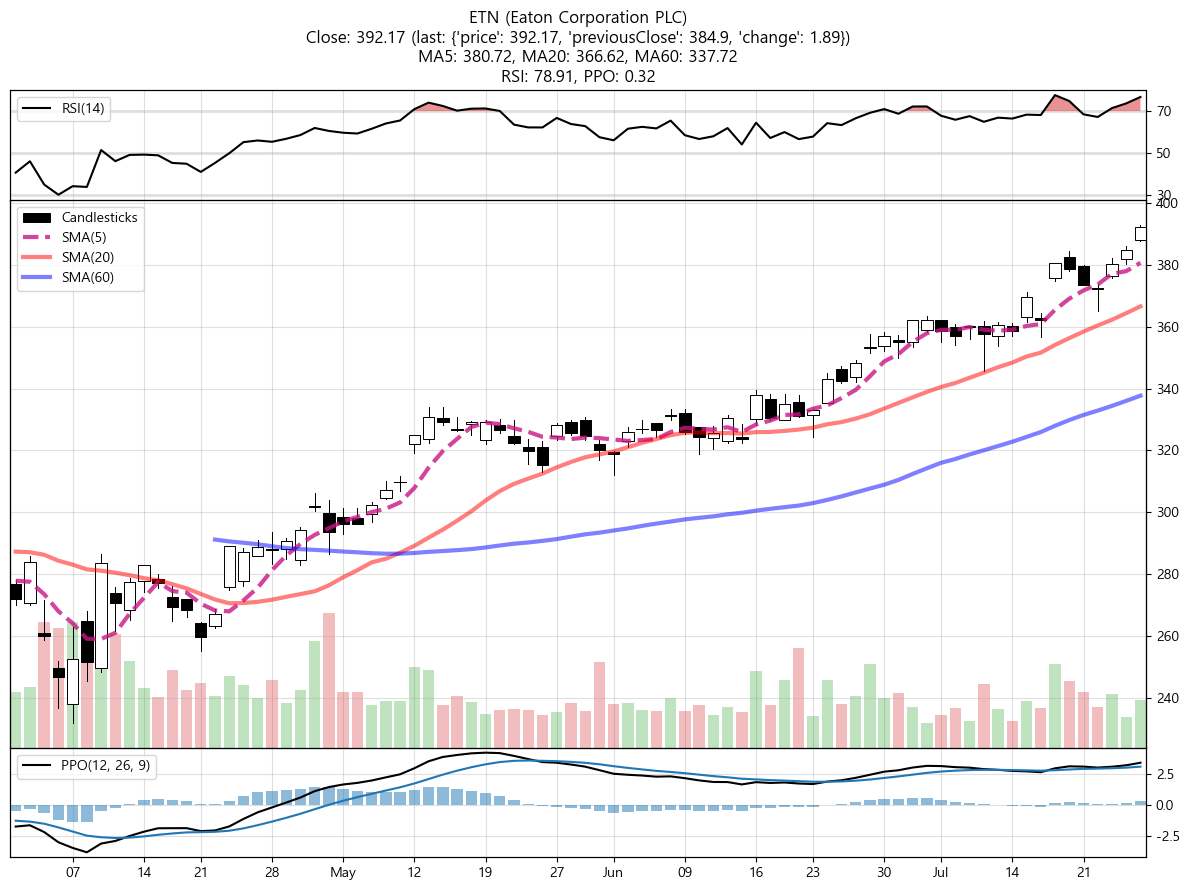 ETN (Eaton Corporation PLC)
Close: 392.17 (last: {'price': 392.17, 'previousClose': 384.9, 'change': 1.89})
MA5: 380.72, MA20: 366.62, MA60: 337.72
RSI: 78.91, PPO: 0.32
RSI(14)
70
50
30
Candlesticks
SMA(5)
SMA(20)
SMA(60)
400
380
360
340
320
300
280
260
240
PPO(12, 26, 9)
2.5
0.0
-2.5
07 14 21 28 May 12 19 27 Jun 09 16 23 30 Jul 14 21